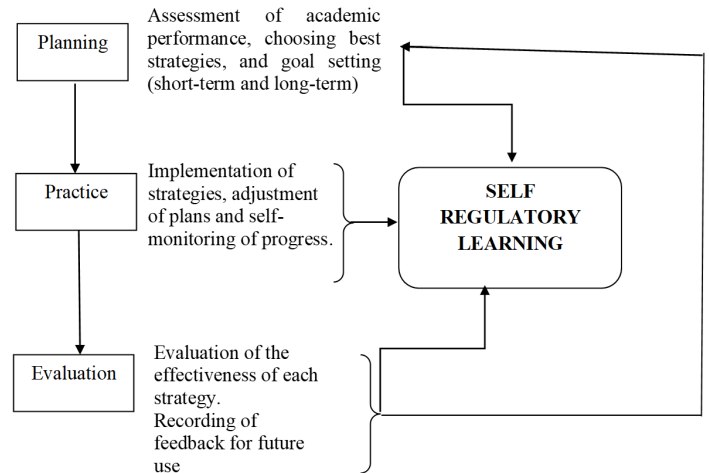 Planning
Assessment of academic
performance, choosing best
strategies, and goal setting
(short-term and long-term)
Practice
Implementation of
strategies, adjustment
of plans and self-
monitoring of progress.
SELF
REGULATORY
LEARNING
Evaluation
Evaluation of the
effectiveness of each
strategy.
Recording of
feedback for future
use